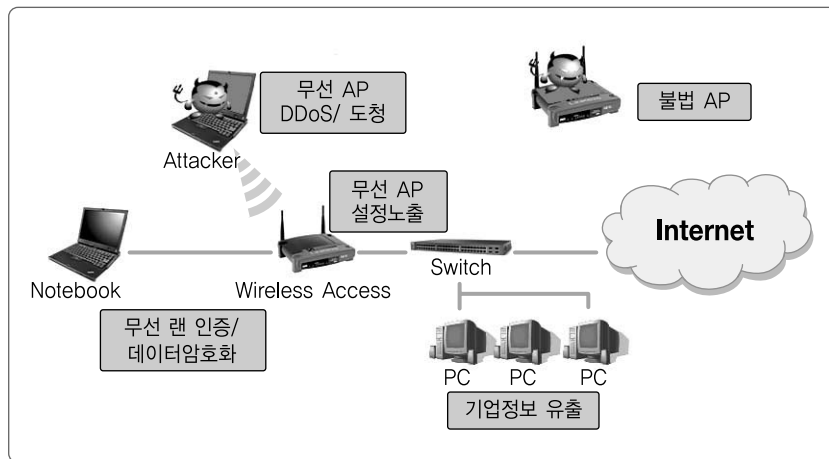 무선 AP
DDoS/ 도청
불법 AP
Attacker
무선 AP
설정노출
Internet
Notebook
Wireless Access
Switch
무선 랜 인증/
데이터암호화
PC
PC
PC
기업정보 유출